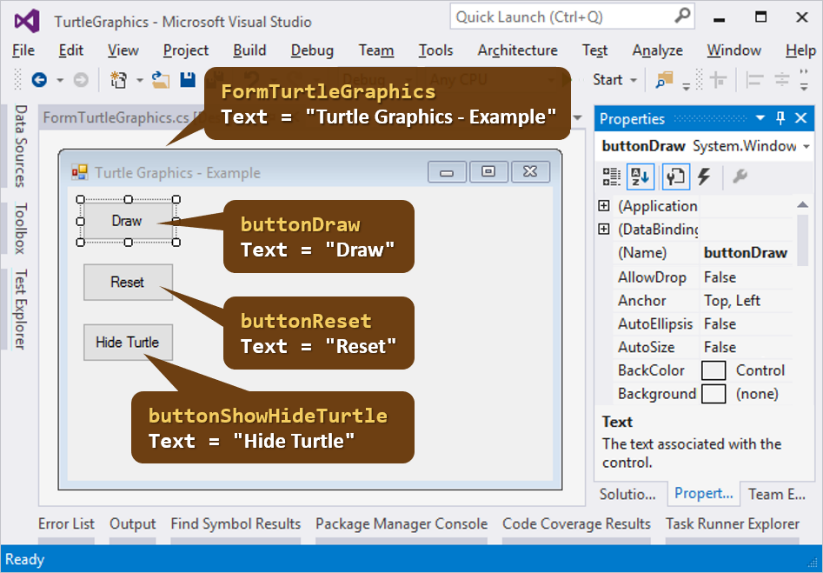 TurtleGraphics - Microsoft Visual Studio
Quick Launch (Ctrl+Q)
File Edit View Project Build Debug Team Tools Architecture Test Analyze Window Help
Debug Any CPU Start
FormTurtleGraphics
Text = "Turtle Graphics - Example"
FormTurtleGraphics.cs
Data Sources
Toolbox
Test Explorer
Turtle Graphics - Example
Draw
buttonDraw
Text = "Draw"
Reset
buttonReset
Text = "Reset"
Hide Turtle
buttonShowHideTurtle
Text = "Hide Turtle"
Properties
buttonDraw System.Window
(Application
(DataBinding
(Name) buttonDraw
AllowDrop False
Anchor Top, Left
AutoEllipsis False
AutoSize False
BackColor Control
Background (none)
Text
The text associated with the
control.
Solutio... Propert... Team E...
Error List Output Find Symbol Results Package Manager Console Code Coverage Results Task Runner Explorer
Ready